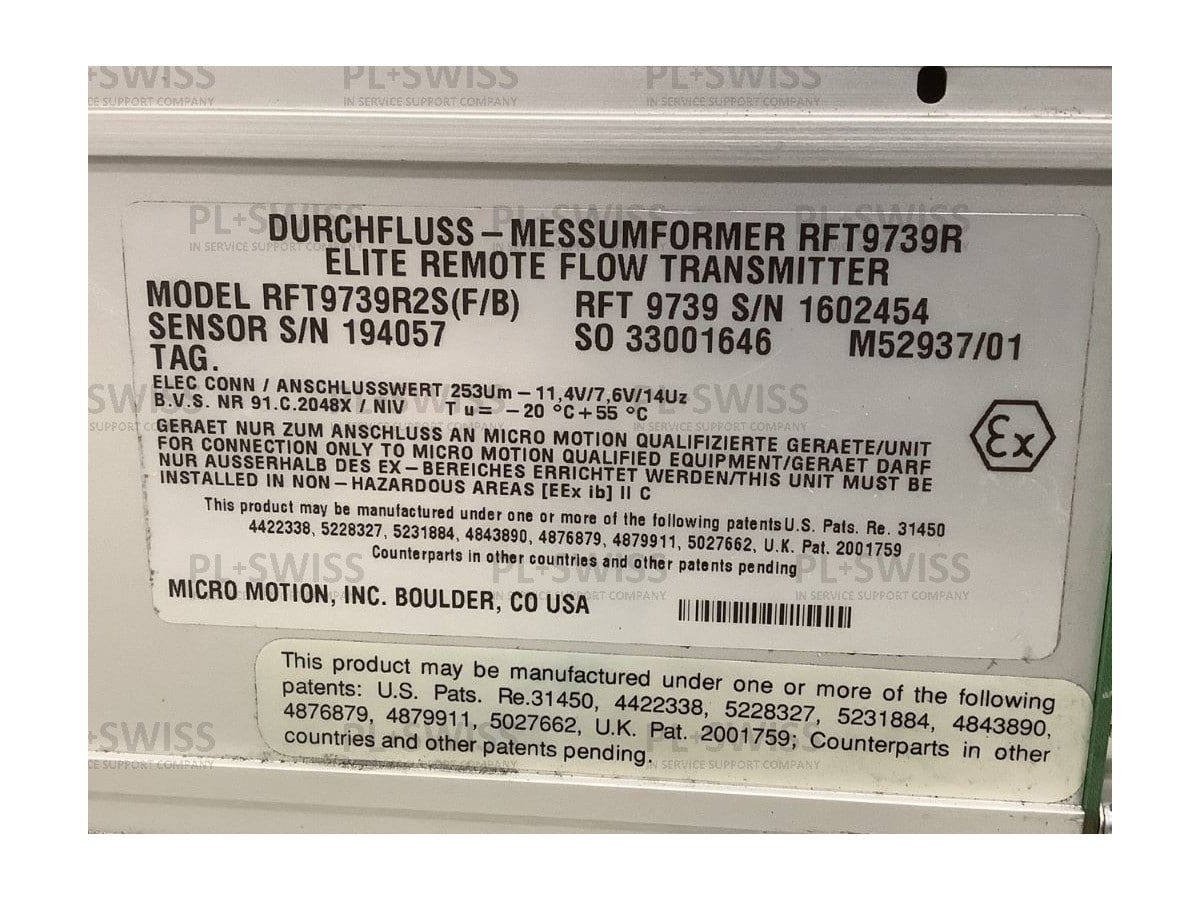 PL+SWISS
IN SERVICE SUPPORT COMPANY
DURCHFLUSS – MESSUMFORMER RFT9739R
ELITE REMOTE FLOW TRANSMITTER
MODEL RFT9739R2S(F/B) RFT 9739 S/N 1602454
SENSOR S/N 194057 SO 33001646 M52937/01
TAG.
ELEC CONN / ANSCHLUSSWERT 253Um – 11,4V/7,6V/14Uz
B.V.S. NR 91.C.2048X / NIV T u = – 20 °C + 55 °C
GERAET NUR ZUM ANSCHLUSS AN MICRO MOTION QUALIFIZIERTE GERAETE/UNIT
FOR CONNECTION ONLY TO MICRO MOTION QUALIFIED EQUIPMENT/GERAET DARF
NUR AUSSERHALB DES EX – BEREICHES ERRICHTET WERDEN/THIS UNIT MUST BE
INSTALLED IN NON – HAZARDOUS AREAS [EEx ib] II C
Ex
This product may be manufactured under one or more of the following patents U.S. Pats. Re. 31450
4422338, 5228327, 5231884, 4843890, 4876879, 4879911, 5027662, U.K. Pat. 2001759
Counterparts in other countries and other patents pending
MICRO MOTION, INC. BOULDER, CO USA
This product may be manufactured under one or more of the following
patents: U.S. Pats. Re.31450, 4422338, 5228327, 5231884, 4843890,
4876879, 4879911, 5027662, U.K. Pat. 2001759; Counterparts in other
countries and other patents pending.